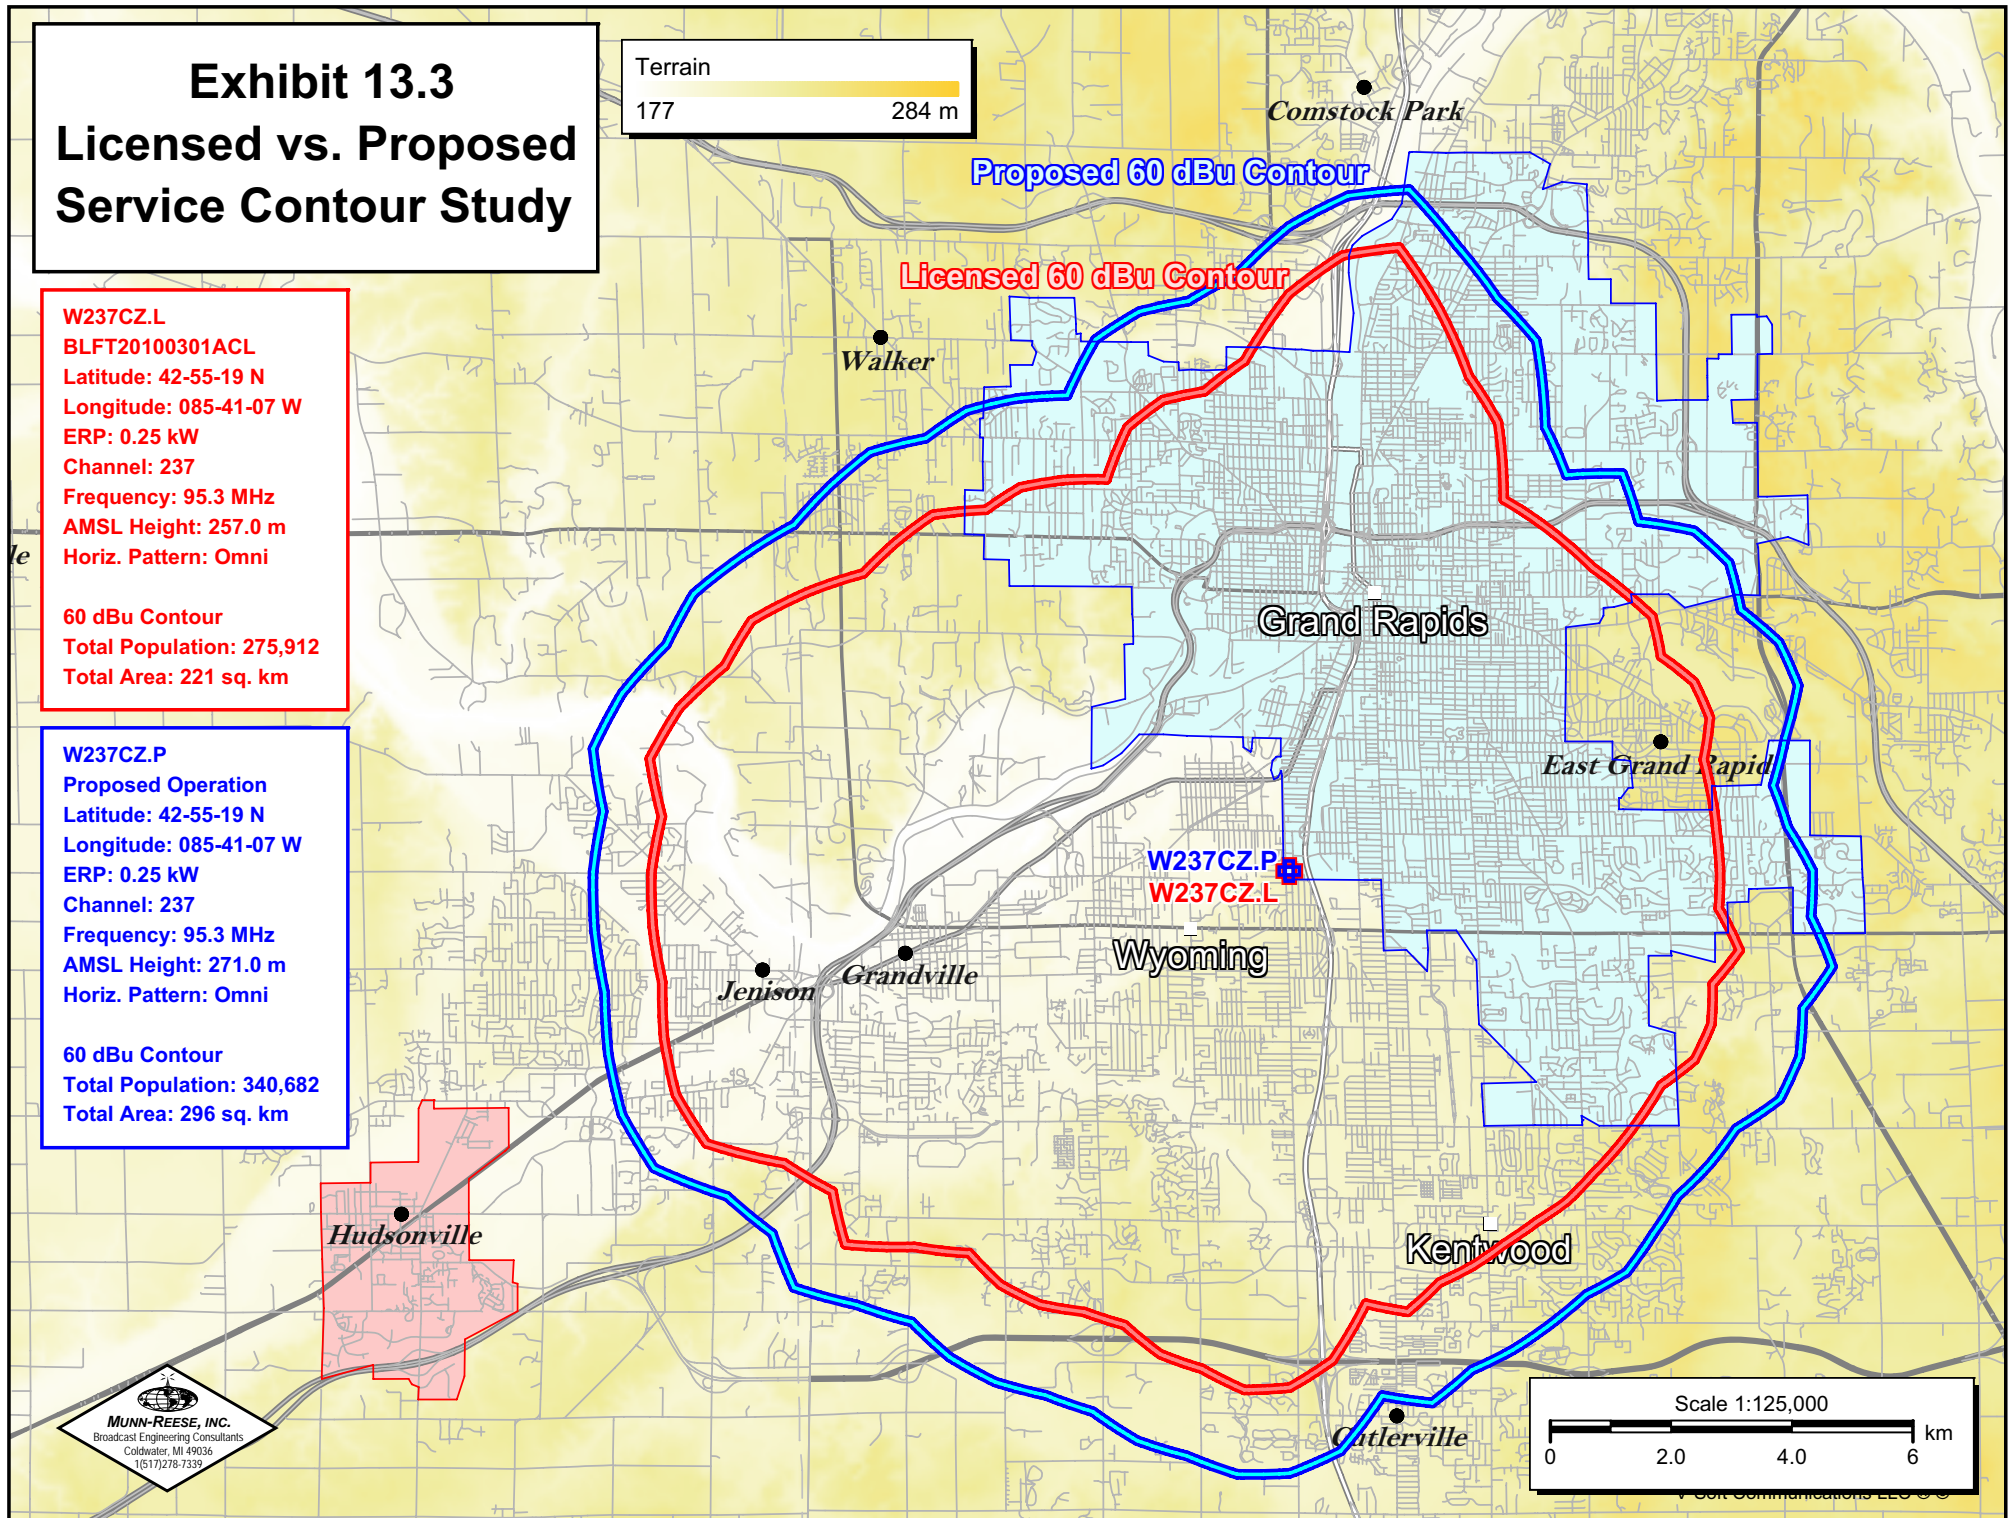 Exhibit 13.3
Licensed vs. Proposed
Service Contour Study
Terrain
177 284 m
Comstock Park
Proposed 60 dBu Contour
Licensed 60 dBu Contour
W237CZ.L
BLFT20100301ACL
Latitude: 42-55-19 N
Longitude: 085-41-07 W
ERP: 0.25 kW
Channel: 237
Frequency: 95.3 MHz
AMSL Height: 257.0 m
Horiz. Pattern: Omni
60 dBu Contour
Total Population: 275,912
Total Area: 221 sq. km
Walker
le
Grand Rapids
W237CZ.P
Proposed Operation
Latitude: 42-55-19 N
Longitude: 085-41-07 W
ERP: 0.25 kW
Channel: 237
Frequency: 95.3 MHz
AMSL Height: 271.0 m
Horiz. Pattern: Omni
60 dBu Contour
Total Population: 340,682
Total Area: 296 sq. km
East Grand Rapid
W237CZ.P
W237CZ.L
Wyoming
Grandville
Jenison
Hudsonville
Kentwood
Cutlerville
MUNN-REESE, INC.
Broadcast Engineering Consultants
Coldwater, MI 49036
1(517)278-7339
Scale 1:125,000
0 2.0 4.0 6 km